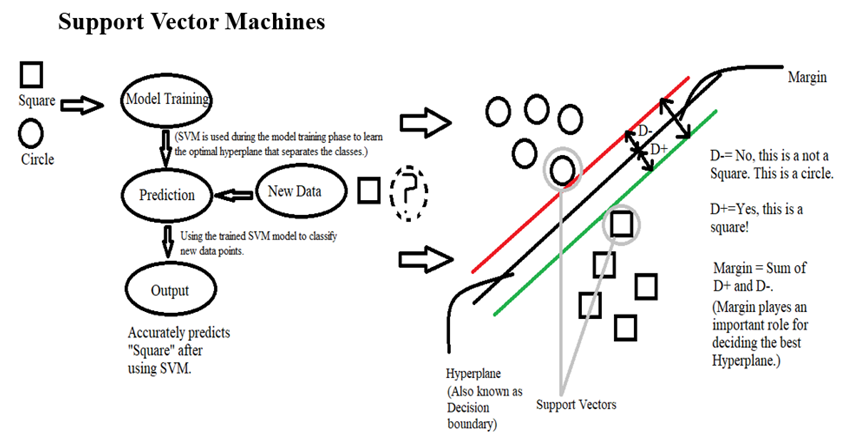 Support Vector Machines
Square
Circle
Model Training
(SVM is used during the model training phase to learn
the optimal hyperplane that separates the classes.)
Prediction
New Data
?
Using the trained SVM model to classify
new data points.
Output
Accurately predicts
"Square" after
using SVM.
Margin
D-
D+
D-= No, this is a not a
Square. This is a circle.
D+=Yes, this is a
square!
Margin = Sum of
D+ and D-.
(Margin playes an
important role for
deciding the best
Hyperplane.)
Hyperplane
(Also known as
Decision
boundary)
Support Vectors